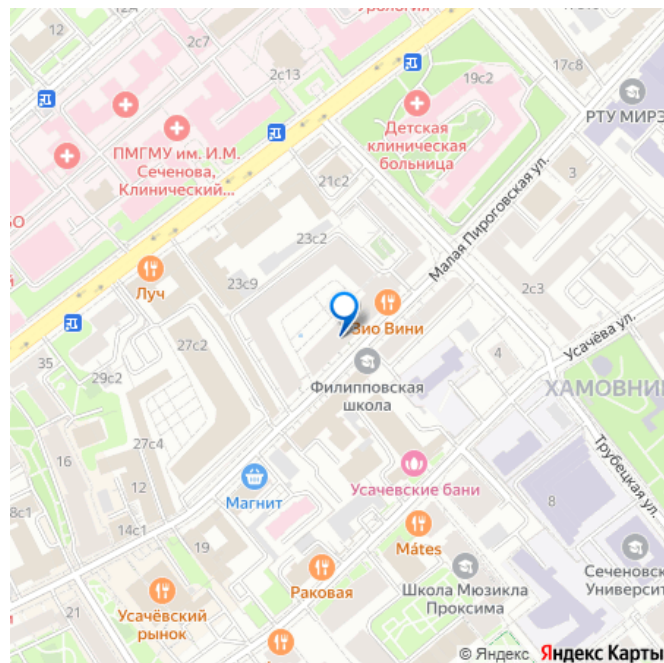 12
2с7
2с13
Урология
19с2
17с8
РТУ МИРЭ
ПМГМУ им. И.М.
Сеченова,
Клинический...
Детская
клиническая
больница
3
21с2
Малая Пироговская ул.
23с2
23с9
Луч
Зио Вини
2с3
Усачёва ул.
27с2
35
29с2
Филипповская
школа
4
ХАМОВНИ
27с4
16
12
Магнит
Усачевские бани
Трубецкая ул.
8с1
14с1
19
8
Mátes
Раковая
Школа Мюзикла
Проксима
Сеченовск
Университ
21
Усачёвский
рынок
© Яндекс Яндекс Карты